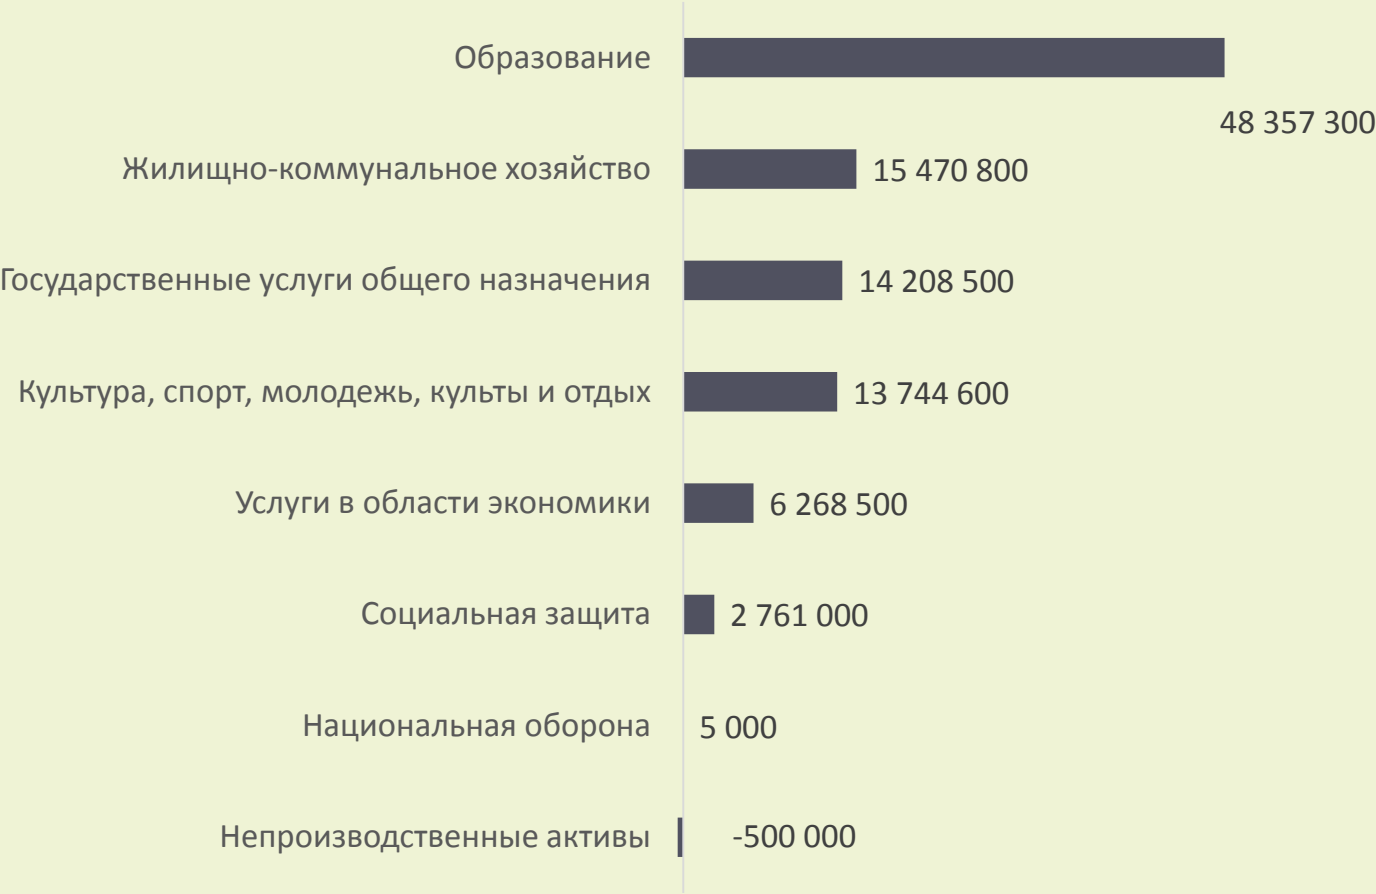 Образование
48 357 300
Жилищно-коммунальное хозяйство 15 470 800
Государственные услуги общего назначения 14 208 500
Культура, спорт, молодежь, культы и отдых 13 744 600
Услуги в области экономики 6 268 500
Социальная защита 2 761 000
Национальная оборона 5 000
Непроизводственные активы -500 000